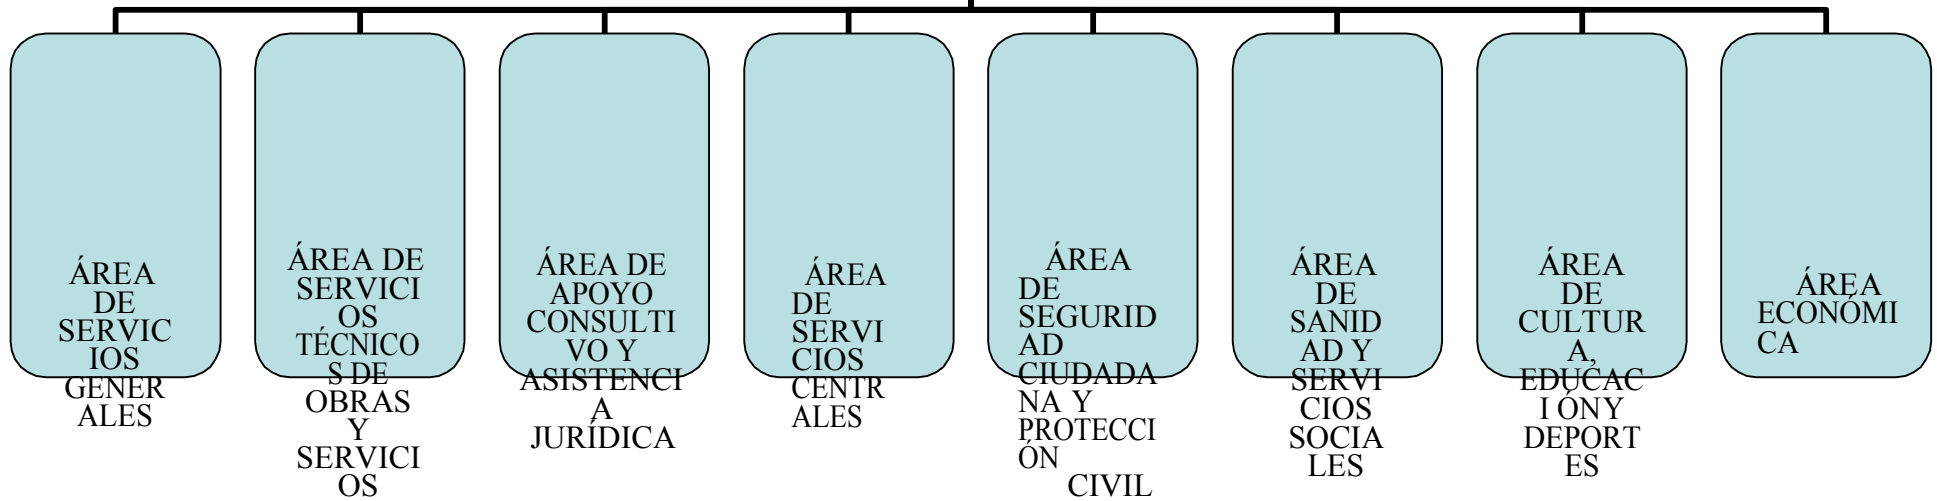 ÁREA
DE
SERVIC
IOS
GENER
ALES
ÁREA DE
SERVICI
OS
TÉCNICO
S DE
OBRAS
Y
SERVICI
OS
ÁREA DE
APOYO
CONSULTI
VO Y
ASISTENCI
A
JURÍDICA
ÁREA
DE
SERVI
CIOS
CENTR
ALES
ÁREA
DE
SEGURID
AD
CIUDADA
NA Y
PROTECCI
ÓN
CIVIL
ÁREA
DE
SANID
AD Y
SERVI
CIOS
SOCIA
LES
ÁREA
DE
CULTUR
A,
EDUCAC
I ÓNY
DEPORT
ES
ÁREA
ECONÓMI
CA